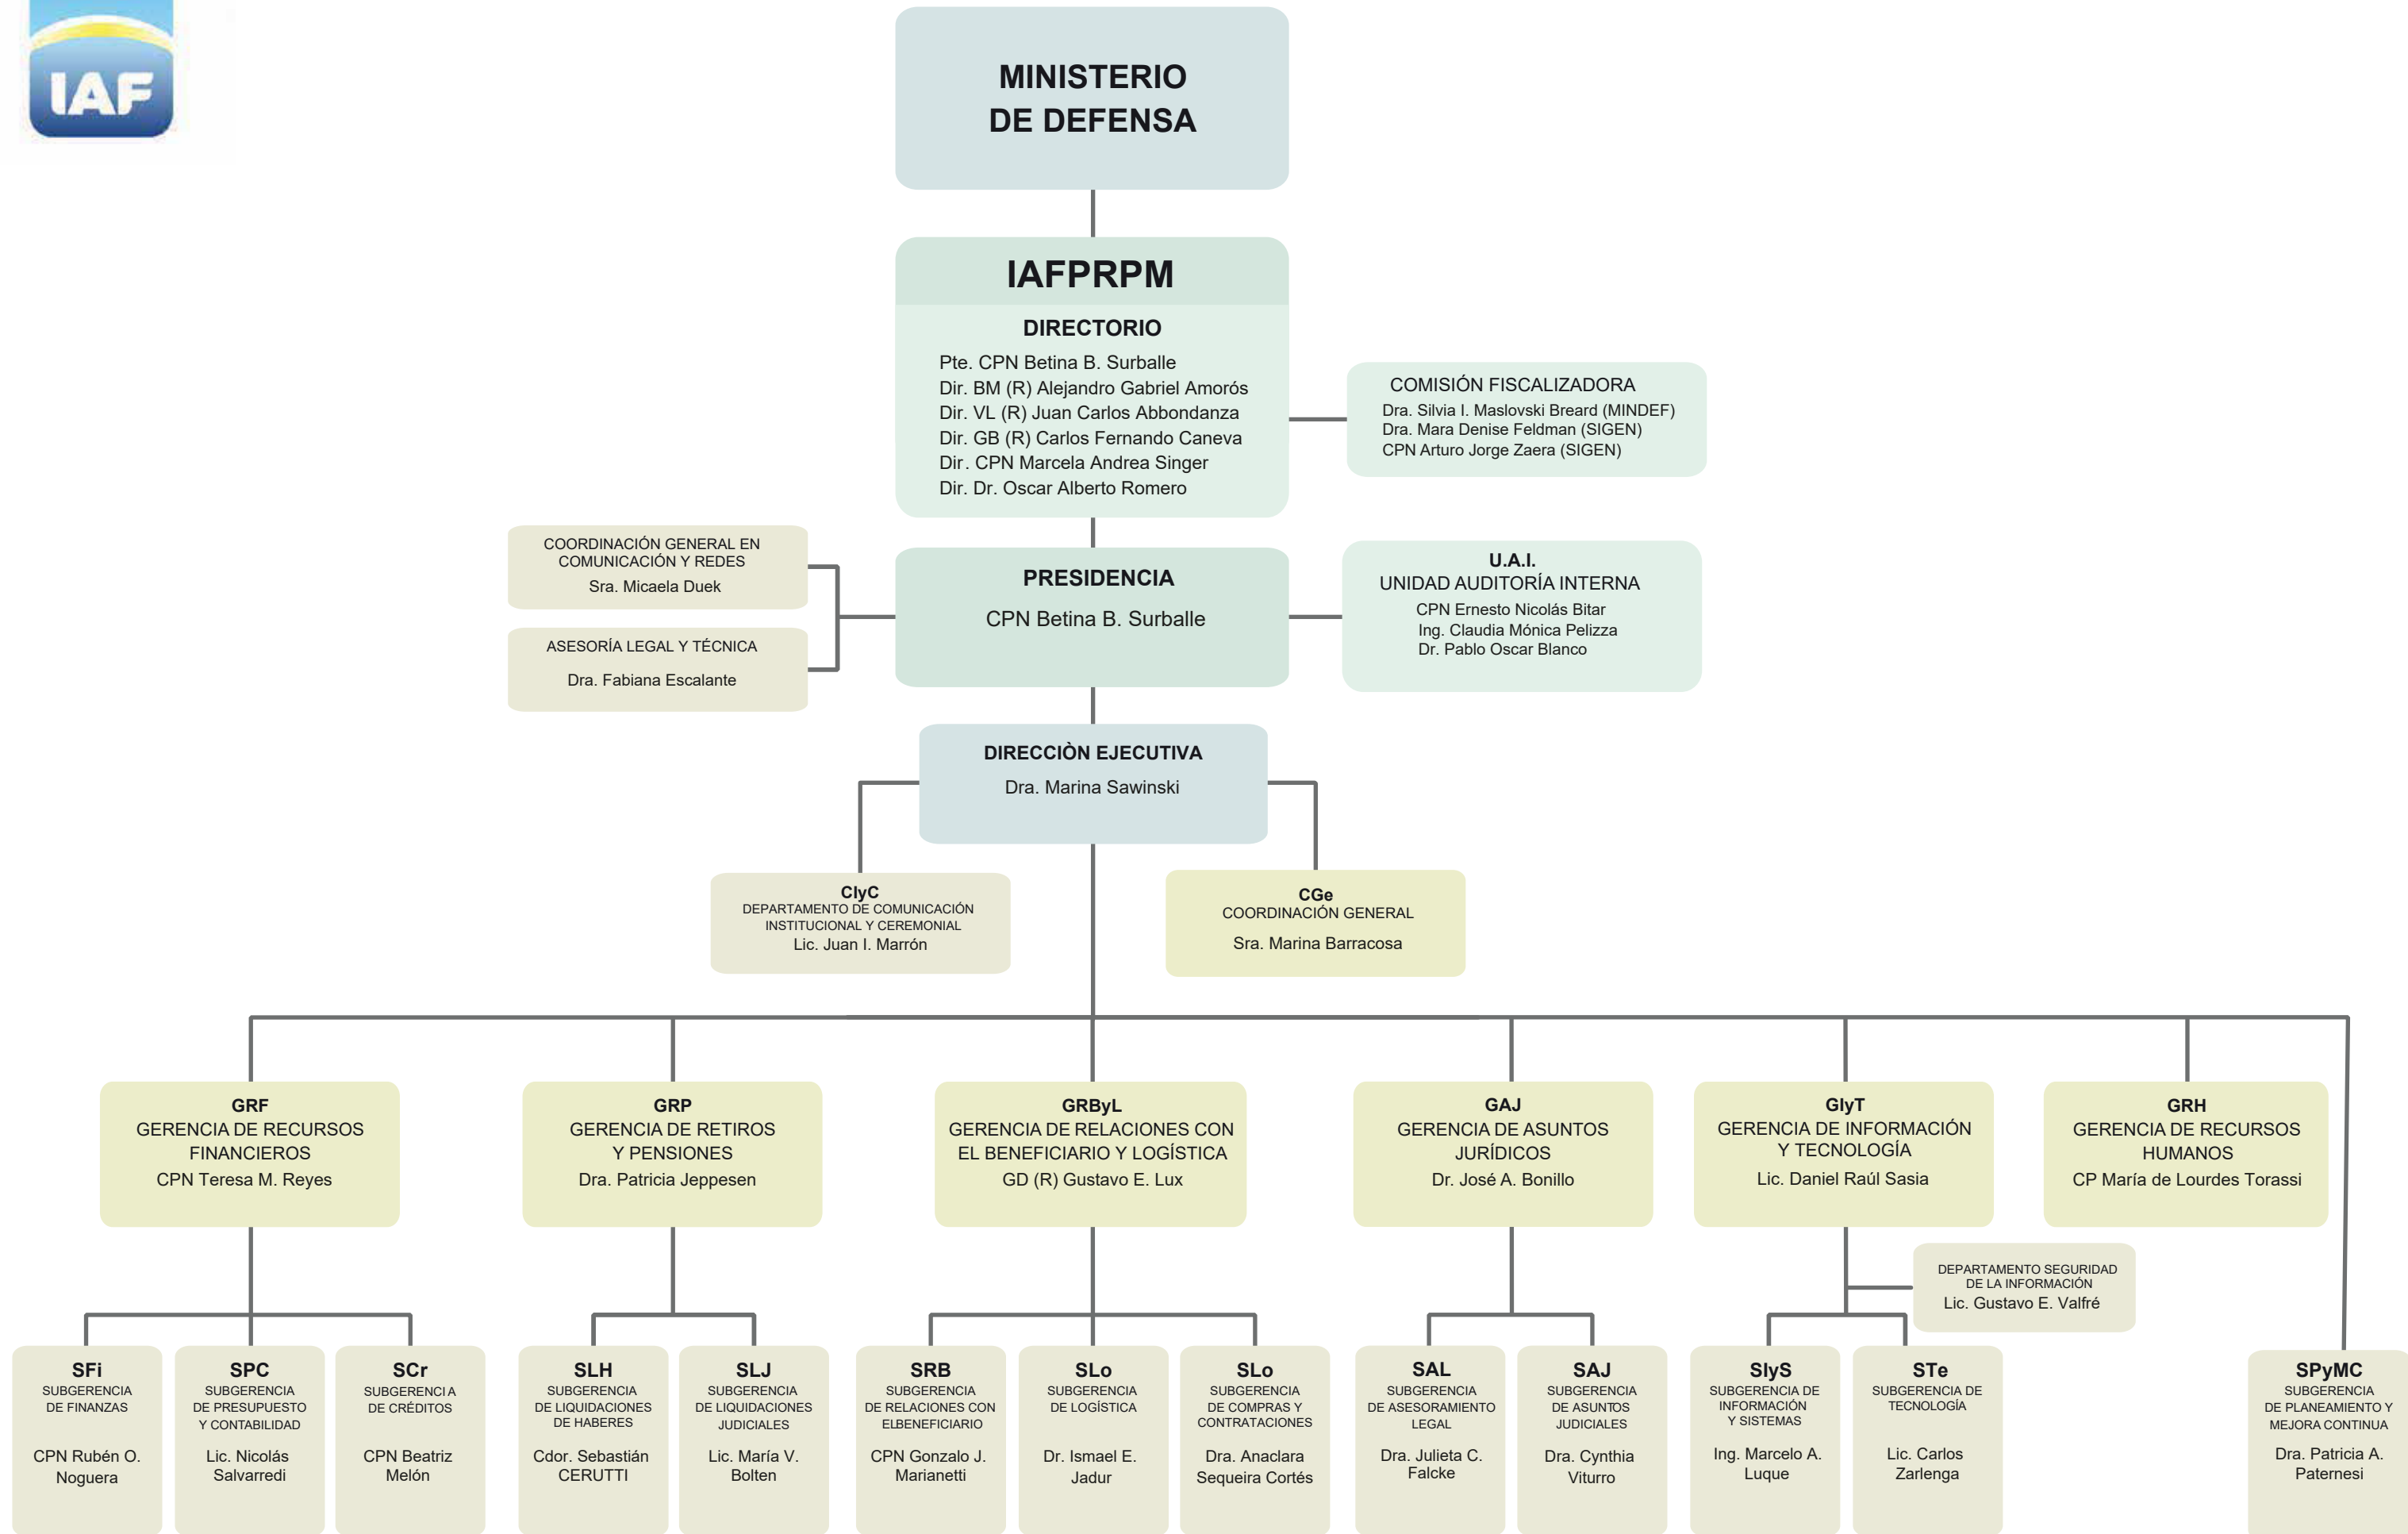 IAF
MINISTERIO
DE DEFENSA
IAFPRPM
DIRECTORIO
Pte. CPN Betina B. Surballe
Dir. BM (R) Alejandro Gabriel Amorós
Dir. VL (R) Juan Carlos Abbondanza
Dir. GB (R) Carlos Fernando Caneva
Dir. CPN Marcela Andrea Singer
Dir. Dr. Oscar Alberto Romero
COMISIÓN FISCALIZADORA
Dra. Silvia I. Maslovski Breard (MINDEF)
Dra. Mara Denise Feldman (SIGEN)
CPN Arturo Jorge Zaera (SIGEN)
COORDINACIÓN GENERAL EN
COMUNICACIÓN Y REDES
Sra. Micaela Duek
ASESORÍA LEGAL Y TÉCNICA
Dra. Fabiana Escalante
PRESIDENCIA
CPN Betina B. Surballe
U.A.I.
UNIDAD AUDITORÍA INTERNA
CPN Ernesto Nicolás Bitar
Ing. Claudia Mónica Pelizza
Dr. Pablo Oscar Blanco
DIRECCIÒN EJECUTIVA
Dra. Marina Sawinski
CIyC
DEPARTAMENTO DE COMUNICACIÓN
INSTITUCIONAL Y CEREMONIAL
Lic. Juan I. Marrón
CGe
COORDINACIÓN GENERAL
Sra. Marina Barracosa
GRF
GERENCIA DE RECURSOS
FINANCIEROS
CPN Teresa M. Reyes
GRP
GERENCIA DE RETIROS
Y PENSIONES
Dra. Patricia Jeppesen
GRByL
GERENCIA DE RELACIONES CON
EL BENEFICIARIO Y LOGÍSTICA
GD (R) Gustavo E. Lux
GAJ
GERENCIA DE ASUNTOS
JURÍDICOS
Dr. José A. Bonillo
GIyT
GERENCIA DE INFORMACIÓN
Y TECNOLOGÍA
Lic. Daniel Raúl Sasia
GRH
GERENCIA DE RECURSOS
HUMANOS
CP María de Lourdes Torassi
DEPARTAMENTO SEGURIDAD
DE LA INFORMACIÓN
Lic. Gustavo E. Valfré
SFi
SUBGERENCIA
DE FINANZAS
CPN Rubén O.
Noguera
SPC
SUBGERENCIA
DE PRESUPUESTO
Y CONTABILIDAD
Lic. Nicolás
Salvarredi
SCr
SUBGERENCIA
DE CRÉDITOS
CPN Beatriz
Melón
SLH
SUBGERENCIA
DE LIQUIDACIONES
DE HABERES
Cdor. Sebastián
CERUTTI
SLJ
SUBGERENCIA
DE LIQUIDACIONES
JUDICIALES
Lic. María V.
Bolten
SRB
SUBGERENCIA
DE RELACIONES CON
ELBENEFICIARIO
CPN Gonzalo J.
Marianetti
SLo
SUBGERENCIA
DE LOGÍSTICA
Dr. Ismael E.
Jadur
SLo
SUBGERENCIA
DE COMPRAS Y
CONTRATACIONES
Dra. Anaclara
Sequeira Cortés
SAL
SUBGERENCIA
DE ASESORAMIENTO
LEGAL
Dra. Julieta C.
Falcke
SAJ
SUBGERENCIA
DE ASUNTOS
JUDICIALES
Dra. Cynthia
Viturro
SIyS
SUBGERENCIA DE
INFORMACIÓN
Y SISTEMAS
Ing. Marcelo A.
Luque
STe
SUBGERENCIA DE
TECNOLOGÍA
Lic. Carlos
Zarlenga
SPyMC
SUBGERENCIA
DE PLANEAMIENTO Y
MEJORA CONTINUA
Dra. Patricia A.
Paternesi